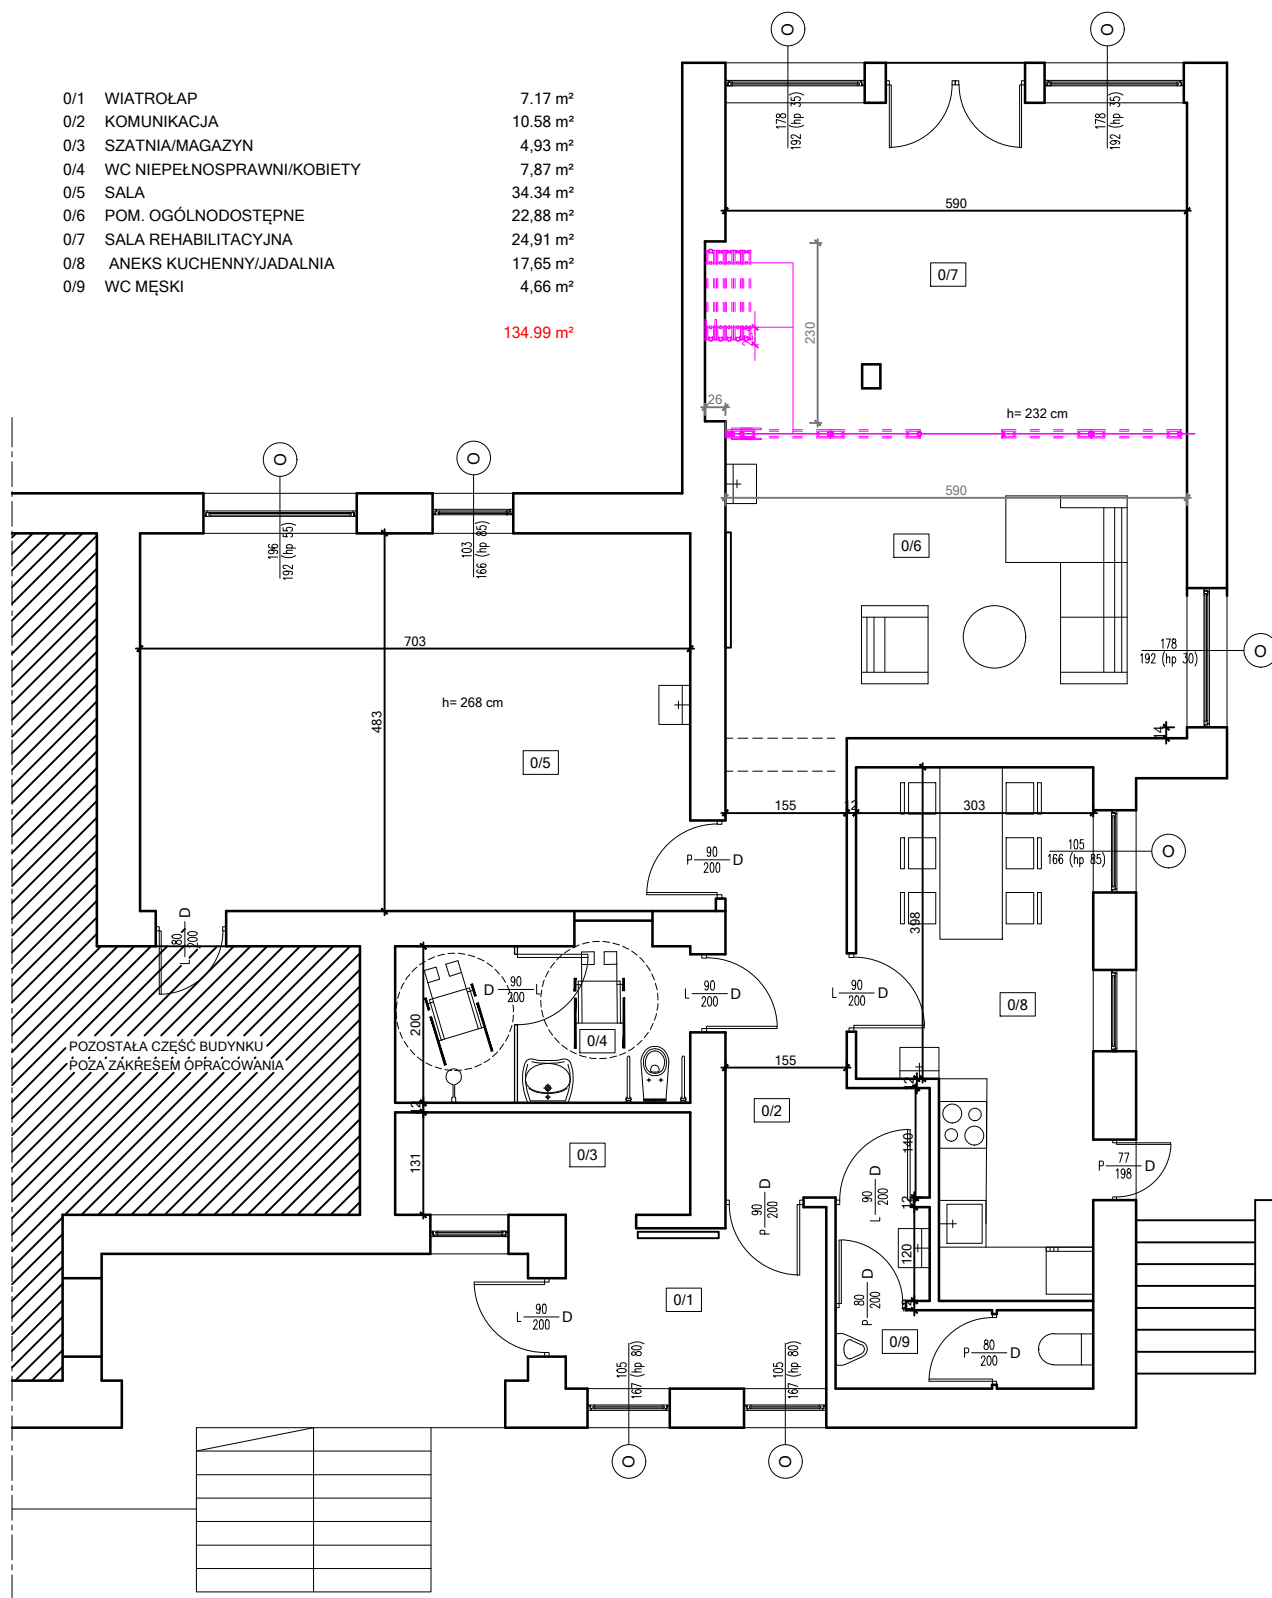 0/1 WIATROŁAP 7.17 m²
0/2 KOMUNIKACJA 10.58 m²
0/3 SZATNIA/MAGAZYN 4,93 m²
0/4 WC NIEPEŁNOSPRAWNI/KOBIETY 7,87 m²
0/5 SALA 34.34 m²
0/6 POM. OGÓLNODOSTĘPNE 22,88 m²
0/7 SALA REHABILITACYJNA 24,91 m²
0/8 ANEKS KUCHENNY/JADALNIA 17,65 m²
0/9 WC MĘSKI 4,66 m²
134.99 m²
O
O
178
192 (hp 35)
178
192 (hp 35)
590
0/7
230
26
h= 232 cm
590
0/6
O
O
196
192 (hp 55)
103
166 (hp 85)
703
483
h= 268 cm
0/5
178
192 (hp 30)
O
14
155
12
303
105
166 (hp 85)
O
398
P 90 D
200
L 80 D
200
D 90 L
200
L 90 D
200
L 90 D
200
0/8
200
0/4
POZOSTAŁA CZĘŚĆ BUDYNKU
POZA ZAKRESEM OPRACOWANIA
155
12
12
0/2
131
0/3
140
P 77 D
198
L 90 D
200
P 90 D
200
12
120
0/1
P 80 D
200
12
L 90 D
200
0/9
P 80 D
200
105
167 (hp 80)
105
167 (hp 80)
O
O